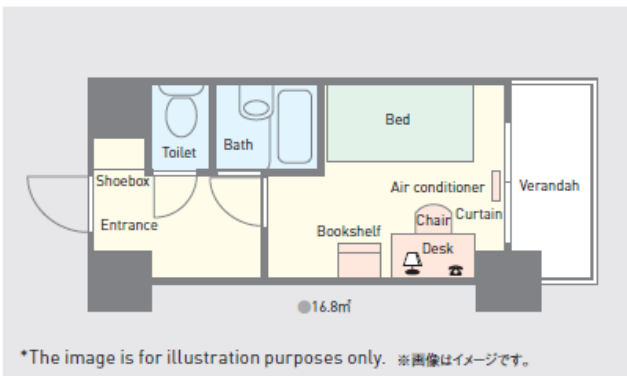 Bed
Toilet
Bath
Shoebox
Air conditioner
Verandah
Chair
Curtain
Entrance
Bookshelf
Desk
●16.8㎡
*The image is for illustration purposes only. ※画像はイメージです。